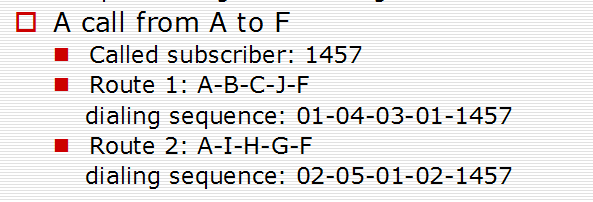 A call from A to F
Called subscriber: 1457
Route 1: A-B-C-J-F
dialing sequence: 01-04-03-01-1457
Route 2: A-I-H-G-F
dialing sequence: 02-05-01-02-1457